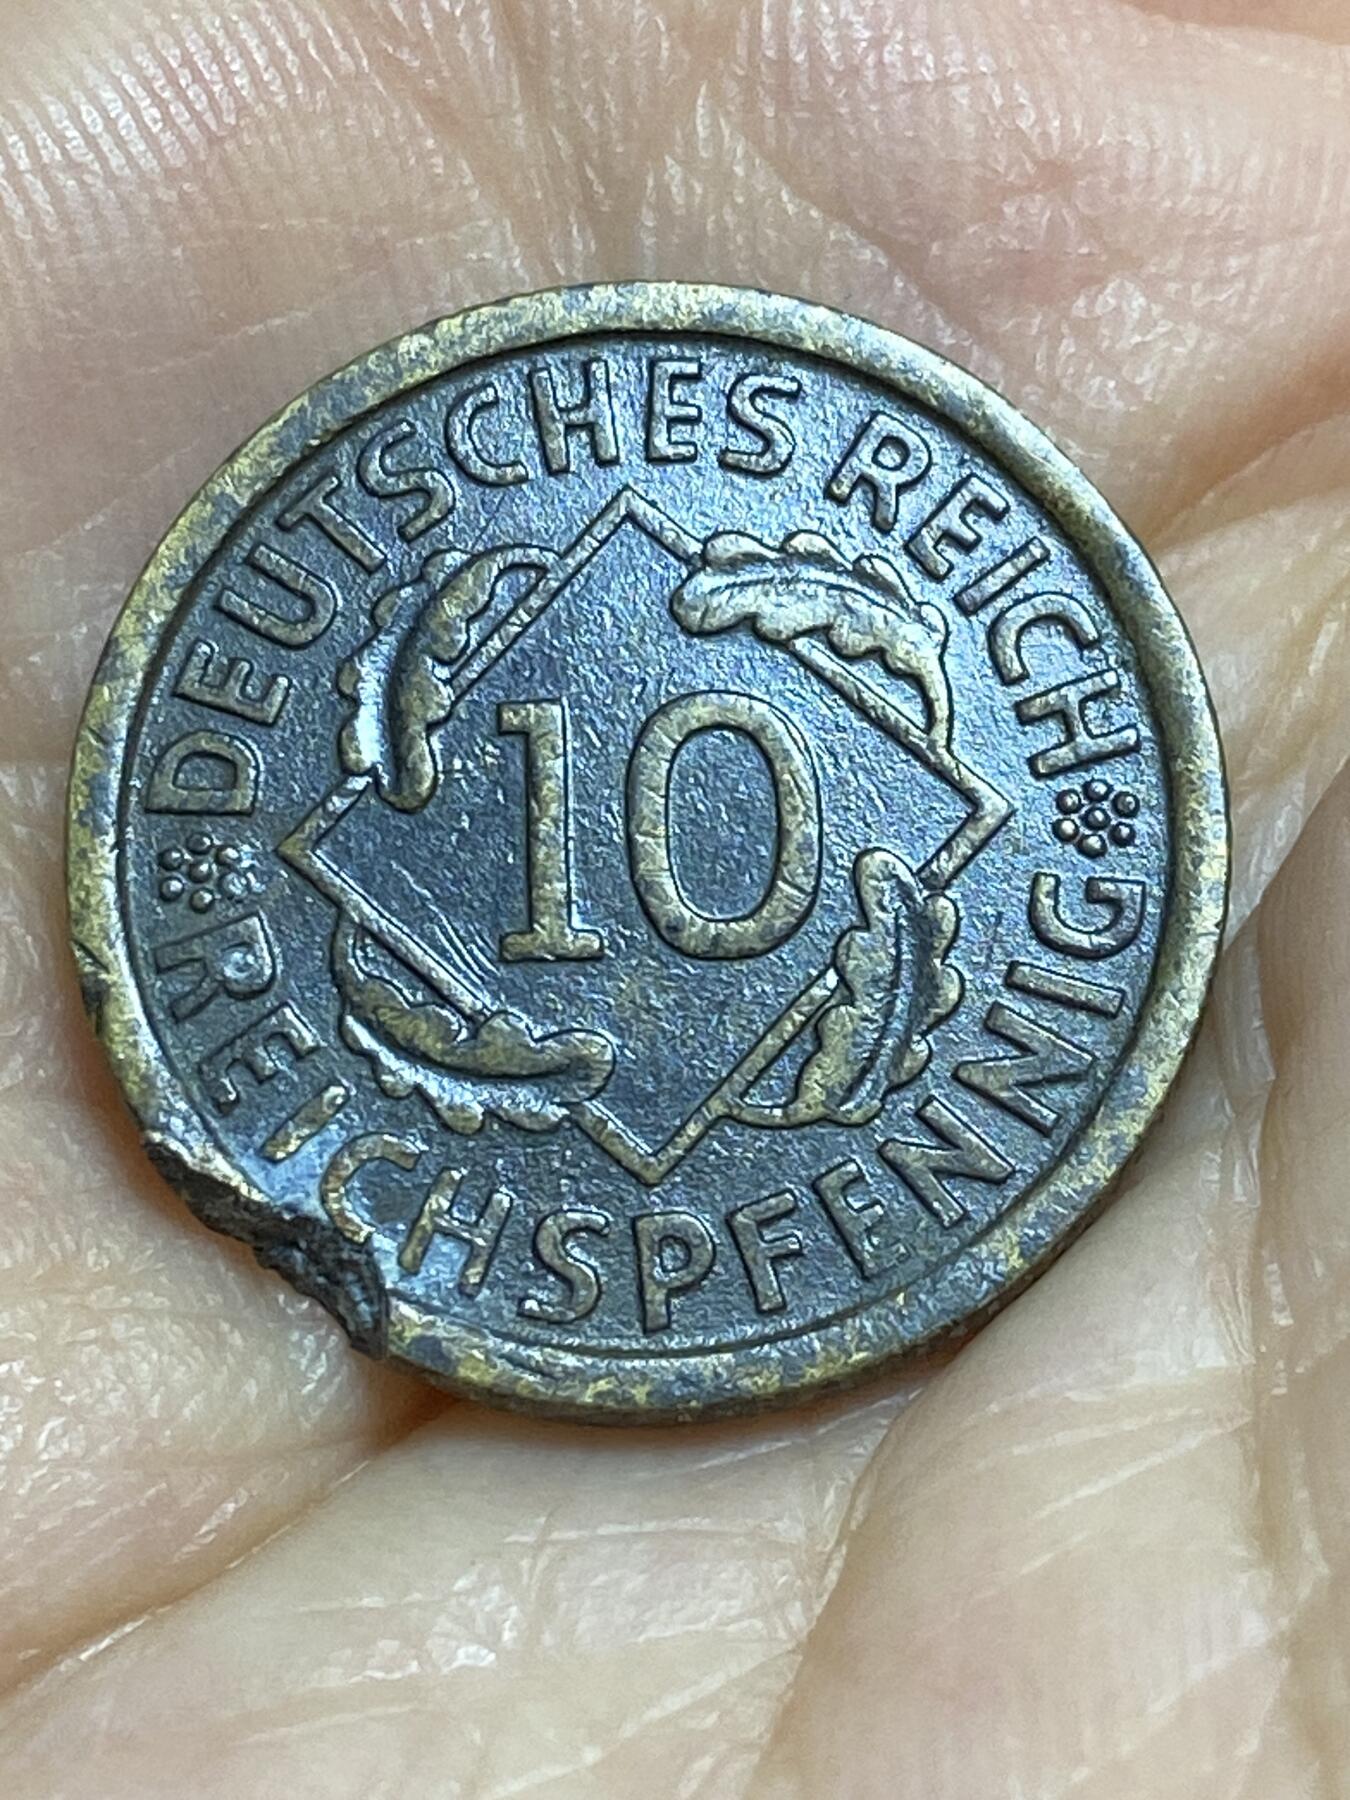 DEUTSCHES REICH
10
REICHSPFENNIG